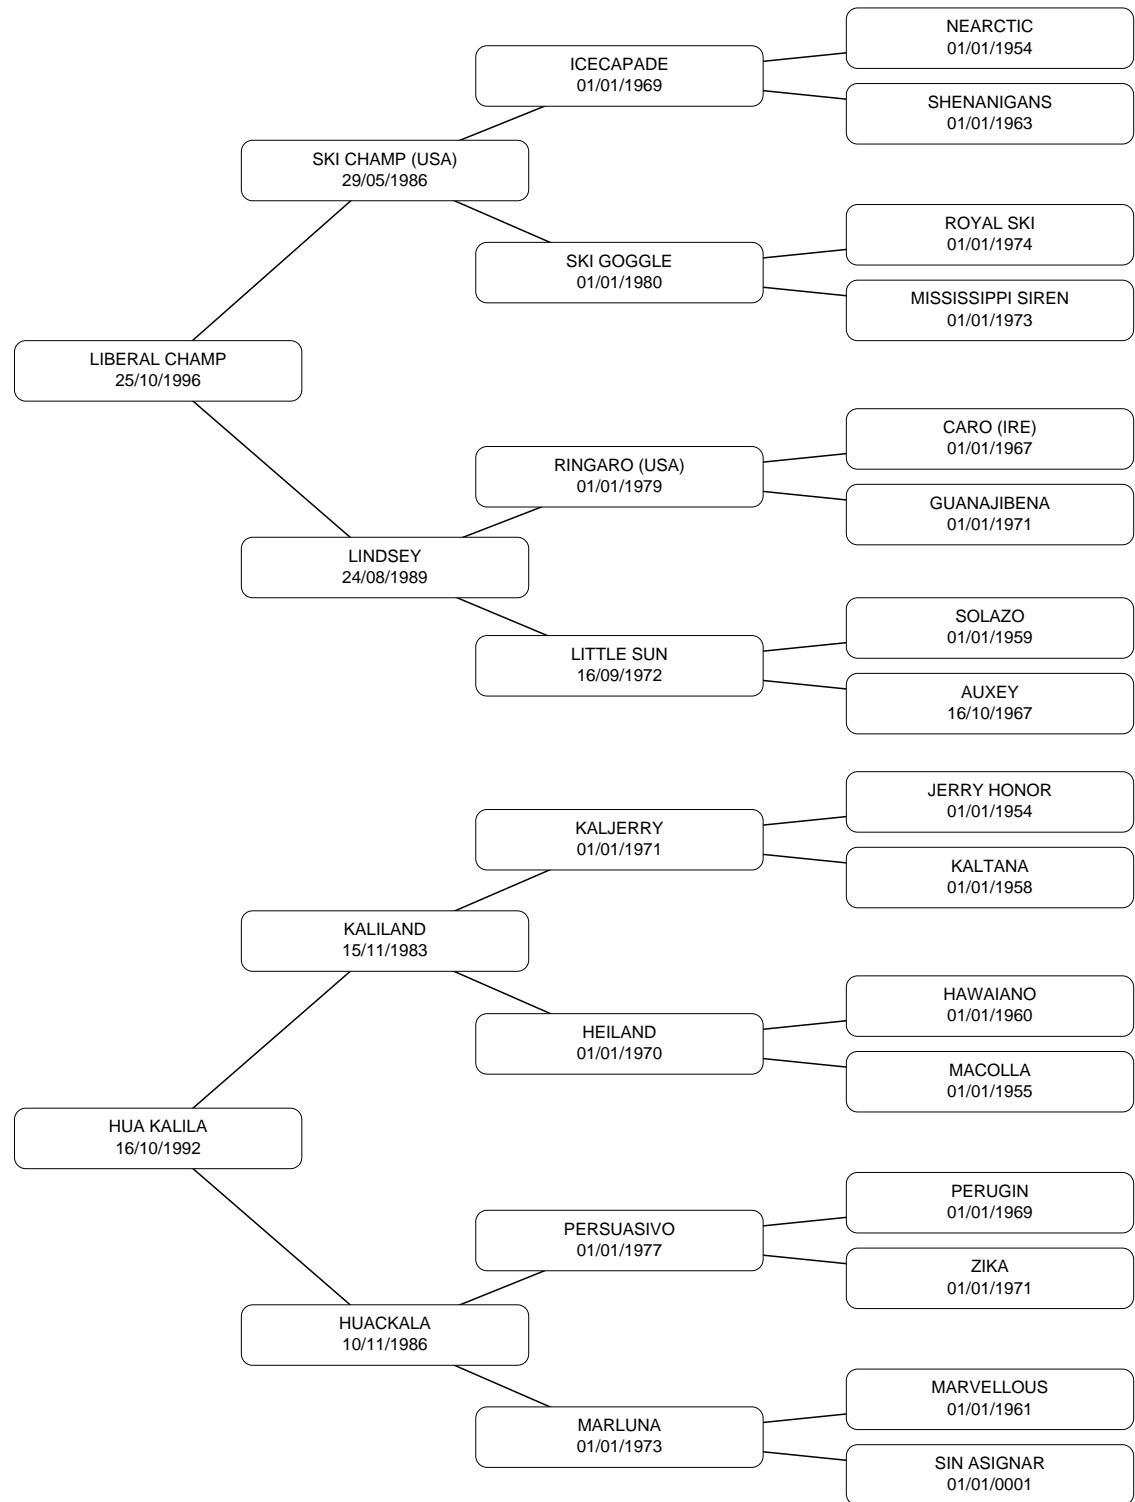 NEARCTIC
01/01/1954
ICECAPADE
01/01/1969
SHENANIGANS
01/01/1963
SKI CHAMP (USA)
29/05/1986
ROYAL SKI
01/01/1974
SKI GOGGLE
01/01/1980
MISSISSIPPI SIREN
01/01/1973
LIBERAL CHAMP
25/10/1996
CARO (IRE)
01/01/1967
RINGARO (USA)
01/01/1979
GUANAJIBENA
01/01/1971
LINDSEY
24/08/1989
SOLAZO
01/01/1959
LITTLE SUN
16/09/1972
AUXEY
16/10/1967
JERRY HONOR
01/01/1954
KALJERRY
01/01/1971
KALTANA
01/01/1958
KALILAND
15/11/1983
HAWAIANO
01/01/1960
HEILAND
01/01/1970
MACOLLA
01/01/1955
HUA KALILA
16/10/1992
PERUGIN
01/01/1969
PERSUASIVO
01/01/1977
ZIKA
01/01/1971
HUACKALA
10/11/1986
MARVELLOUS
01/01/1961
MARLUNA
01/01/1973
SIN ASIGNAR
01/01/0001